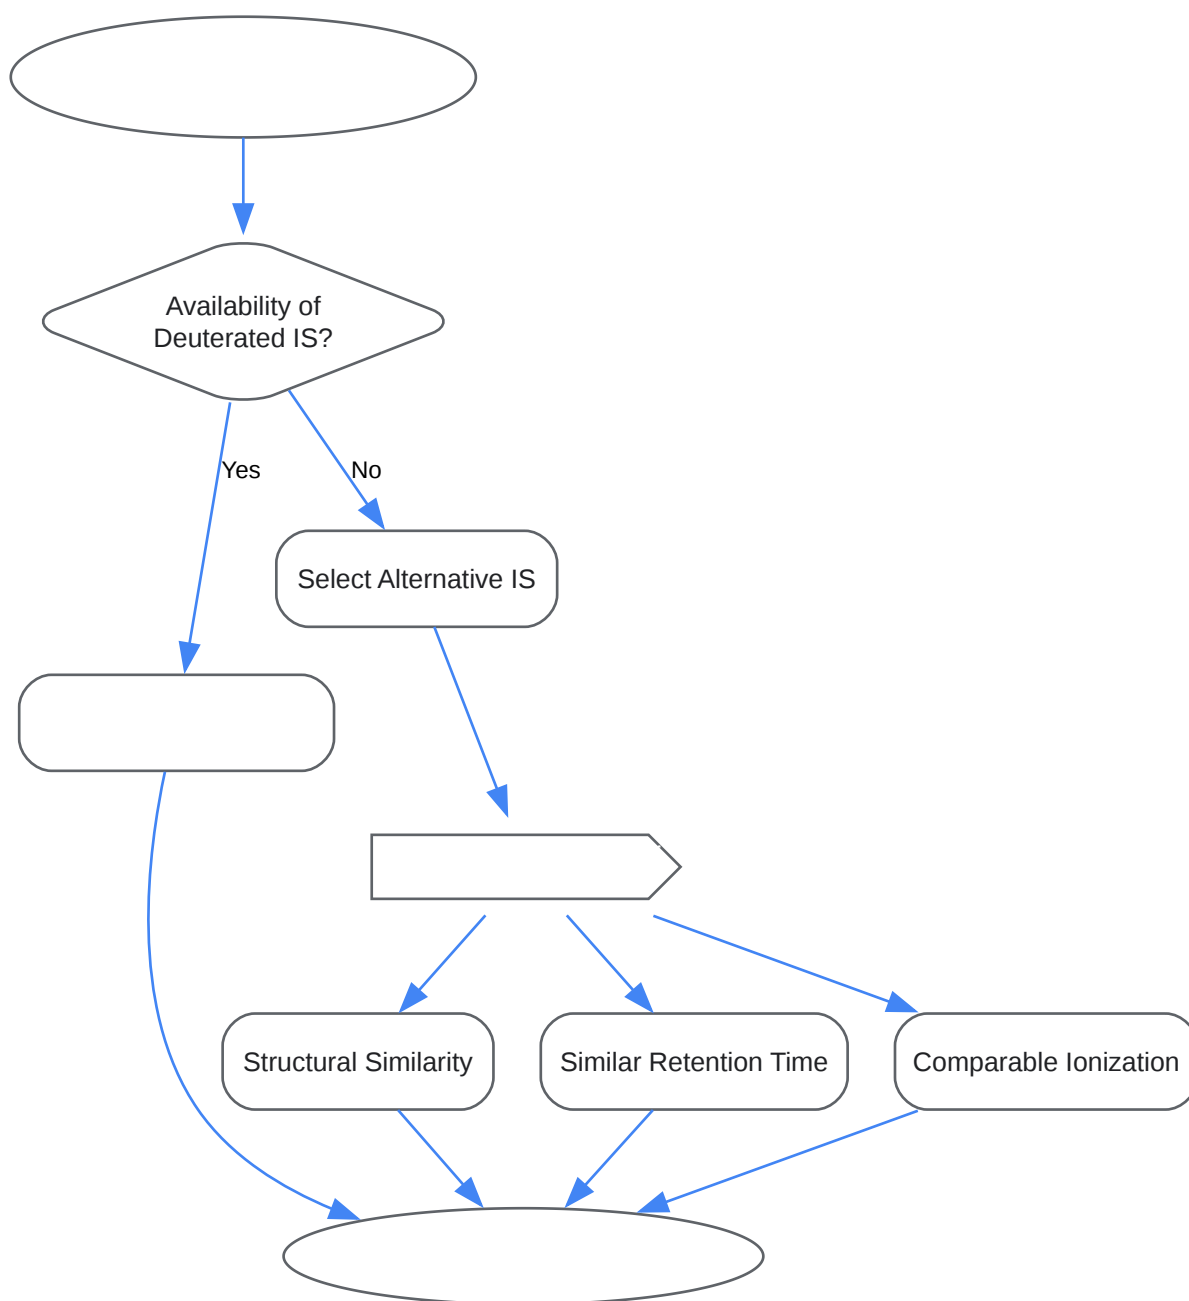 Availability of
Deuterated IS?
Yes
No
Select Alternative IS
Structural Similarity
Similar Retention Time
Comparable Ionization